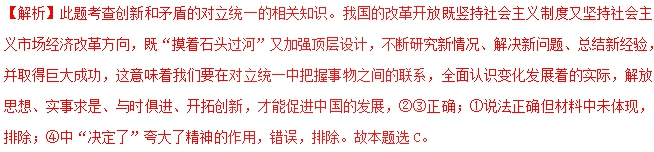 【解析】此题考查创新和矛盾的对立统一的相关知识。我国的改革开放既坚持社会主义制度又坚持社会主
义市场经济改革方向，既“摸着石头过河”又加强顶层设计，不断研究新情况、解决新问题、总结新经验，
并取得巨大成功，这意味着我们要在对立统一中把握事物之间的联系，全面认识变化发展着的实际，解放
思想、实事求是、与时俱进、开拓创新，才能促进中国的发展，②③正确；①说法正确但材料中未体现，
排除；④中“决定了”夸大了精神的作用，错误，排除。故本题选 C。